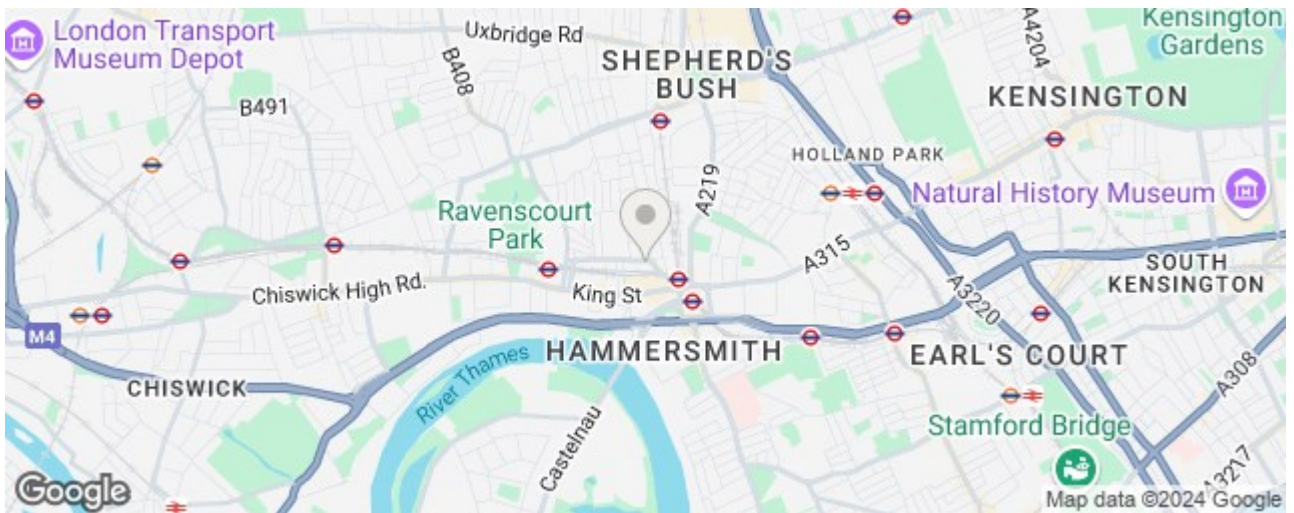 London Transport
Museum Depot
Uxbridge Rd
B408
B491
SHEPHERD'S
BUSH
A4204
Kensington
Gardens
KENSINGTON
HOLLAND PARK
A219
Natural History Museum
Ravenscourt
Park
A315
SOUTH
KENSINGTON
Chiswick High Rd.
King St
A3220
M4
HAMMERSMITH
EARL'S COURT
CHISWICK
River Thames
A308
Castelnau
Stamford Bridge
A3217
Google
Map data ©2024 Google